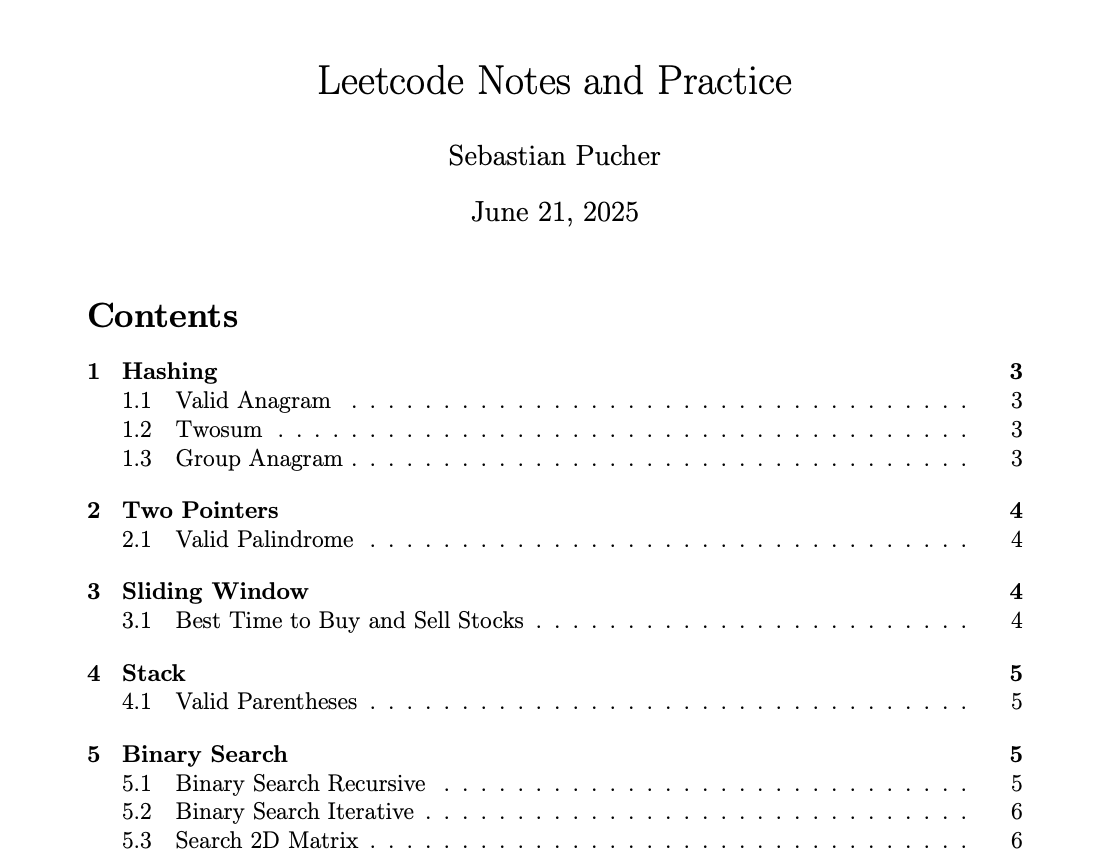 Leetcode Notes and Practice
Sebastian Pucher
June 21, 2025
Contents
1 Hashing 3
1.1 Valid Anagram . . . . . . . . . . . . . . . . . . . . . . . . . . . . . . . . . . 3
1.2 Twosum . . . . . . . . . . . . . . . . . . . . . . . . . . . . . . . . . . . . . . 3
1.3 Group Anagram . . . . . . . . . . . . . . . . . . . . . . . . . . . . . . . . . . 3
2 Two Pointers 4
2.1 Valid Palindrome . . . . . . . . . . . . . . . . . . . . . . . . . . . . . . . . . 4
3 Sliding Window 4
3.1 Best Time to Buy and Sell Stocks . . . . . . . . . . . . . . . . . . . . . . . . 4
4 Stack 5
4.1 Valid Parentheses . . . . . . . . . . . . . . . . . . . . . . . . . . . . . . . . . 5
5 Binary Search 5
5.1 Binary Search Recursive . . . . . . . . . . . . . . . . . . . . . . . . . . . . . 5
5.2 Binary Search Iterative . . . . . . . . . . . . . . . . . . . . . . . . . . . . . . 6
5.3 Search 2D Matrix . . . . . . . . . . . . . . . . . . . . . . . . . . . . . . . . . 6